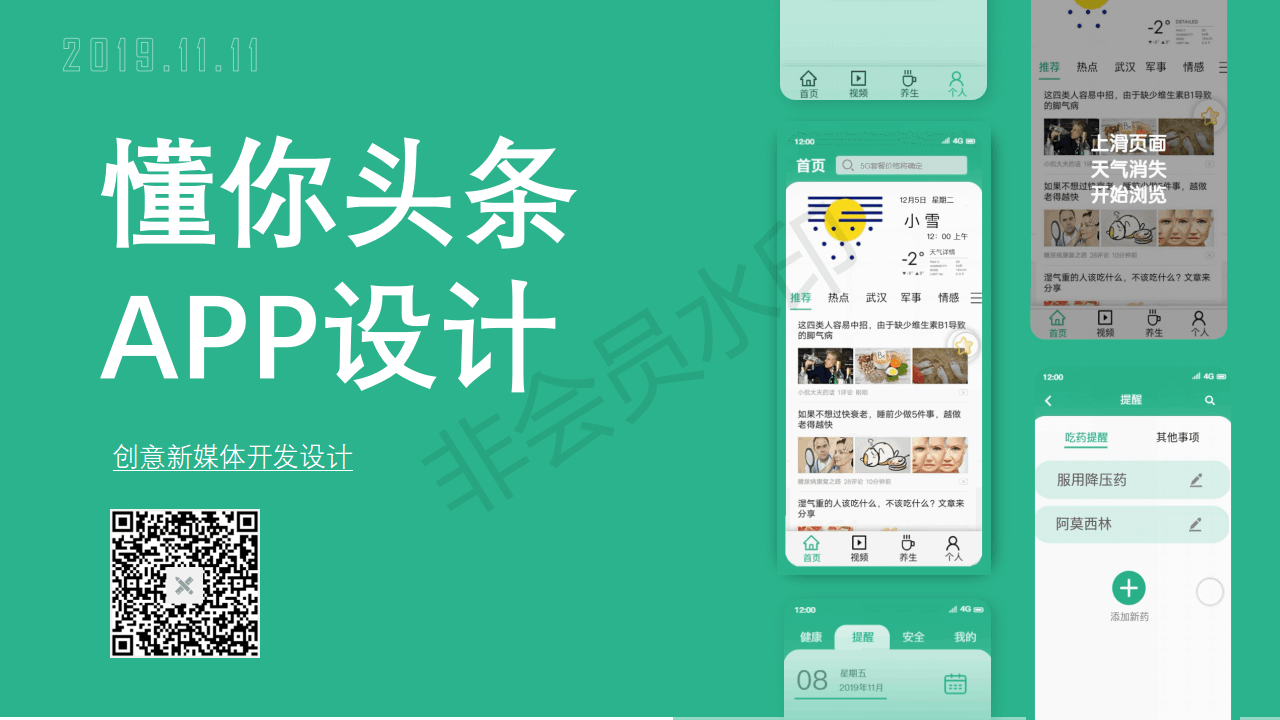 2019.11.11
懂你头条
APP设计
创意新媒体开发设计
非会员水印
首页
视频
养生
个人
12:00
4G
首页
5G套餐价格将确定
12月5日 星期二
小雪
12：00 上午
-2°
天气详情
推荐
热点
武汉
军事
情感
这四类人容易中招，由于缺少维生素B1导致
的脚气病
如果不想过快衰老，睡前少做5件事，越做
老得越快
糖尿病康复之路 28评论 10分钟前
湿气重的人该吃什么，不该吃什么？文章来
分享
首页
视频
养生
个人
12:00
4G
健康
提醒
安全
我的
08
星期五
2019年11月
-2°
DETAILED
推荐
热点
武汉
军事
情感
这四类人容易中招，由于缺少维生素B1导致
的脚气病
上滑页面
天气消失
开始浏览
如果不想过快衰老，睡前少做5件事，越做
老得越快
糖尿病康复之路 28评论 10分钟前
湿气重的人该吃什么，不该吃什么？文章来
分享
首页
视频
养生
个人
12:00
4G
提醒
吃药提醒
其他事项
服用降压药
阿莫西林
添加新药